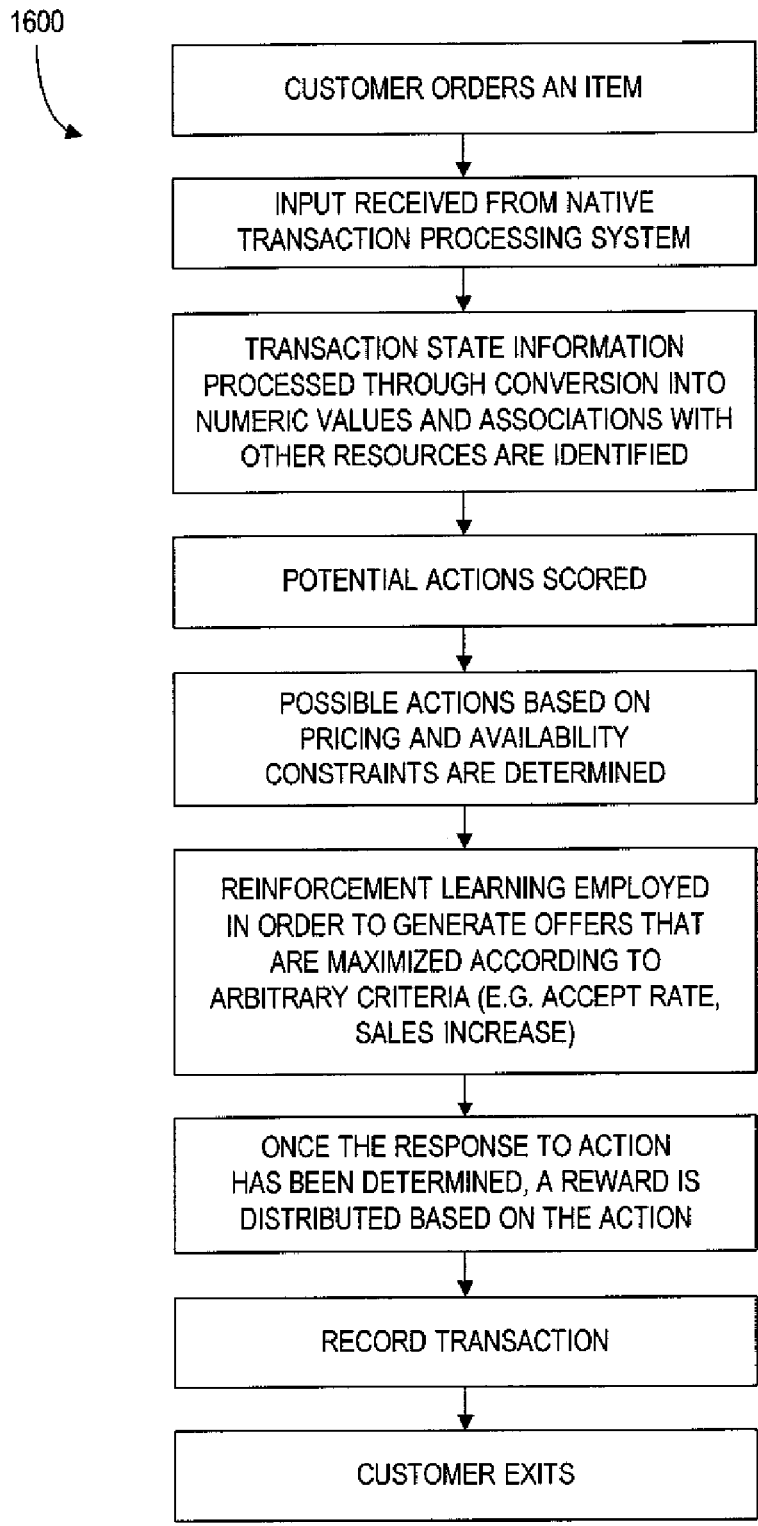 1600
CUSTOMER ORDERS AN ITEM
INPUT RECEIVED FROM NATIVE
TRANSACTION PROCESSING SYSTEM
TRANSACTION STATE INFORMATION
PROCESSED THROUGH CONVERSION INTO
NUMERIC VALUES AND ASSOCIATIONS WITH
OTHER RESOURCES ARE IDENTIFIED
POTENTIAL ACTIONS SCORED
POSSIBLE ACTIONS BASED ON
PRICING AND AVAILABILITY
CONSTRAINTS ARE DETERMINED
REINFORCEMENT LEARNING EMPLOYED
IN ORDER TO GENERATE OFFERS THAT
ARE MAXIMIZED ACCORDING TO
ARBITRARY CRITERIA (E.G. ACCEPT RATE,
SALES INCREASE)
ONCE THE RESPONSE TO ACTION
HAS BEEN DETERMINED, A REWARD IS
DISTRIBUTED BASED ON THE ACTION
RECORD TRANSACTION
CUSTOMER EXITS